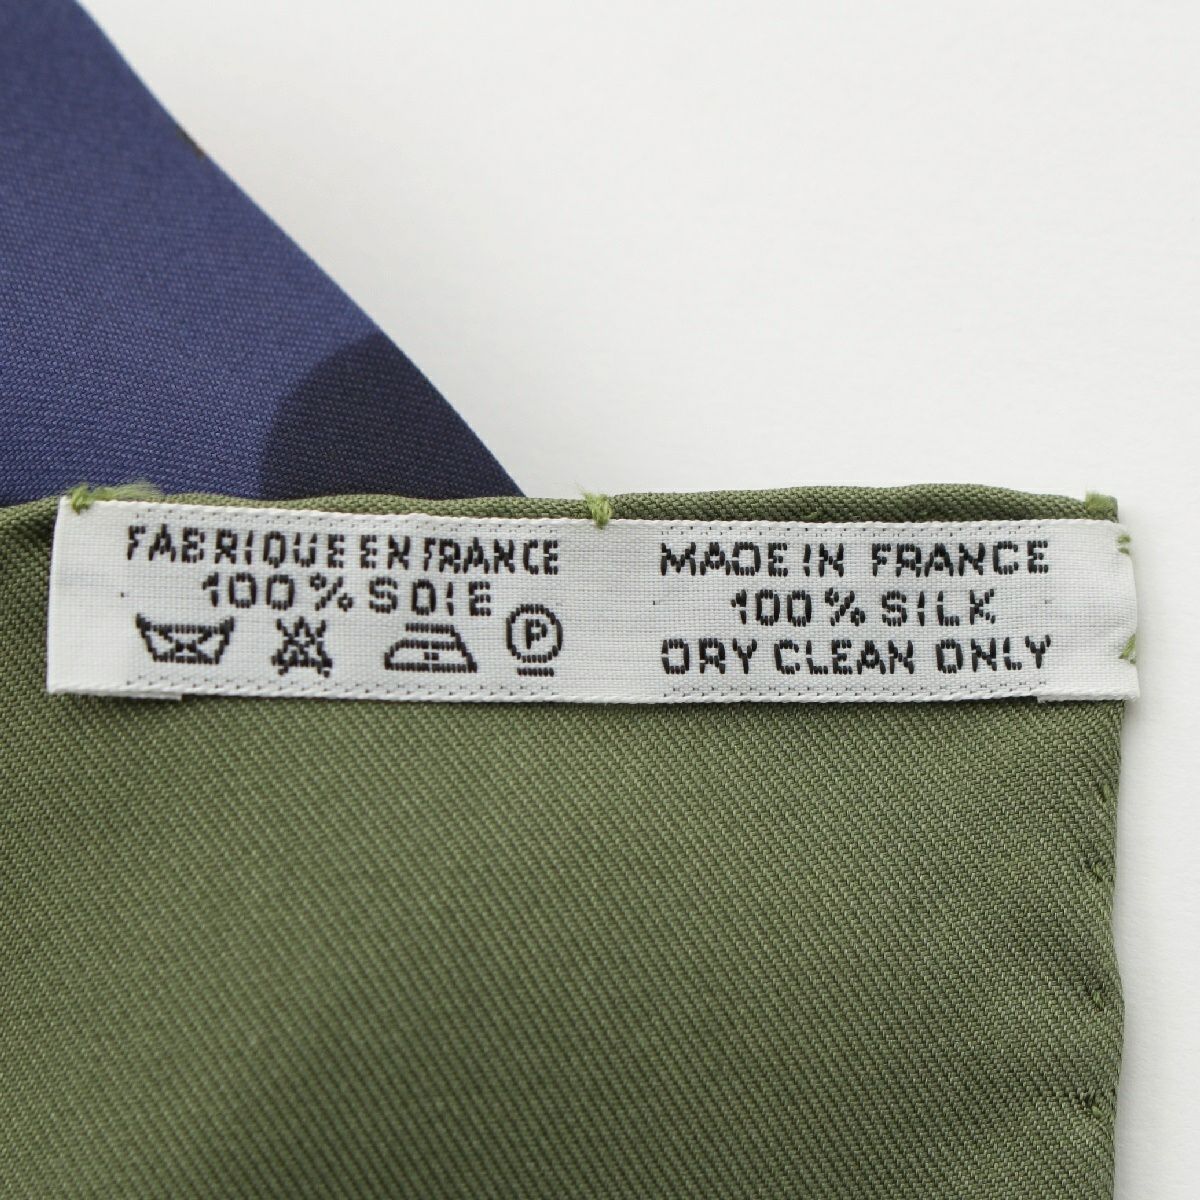 FABRIQUE EN FRANCE
100% SOIE
P
MADE IN FRANCE
100% SILK
DRY CLEAN ONLY